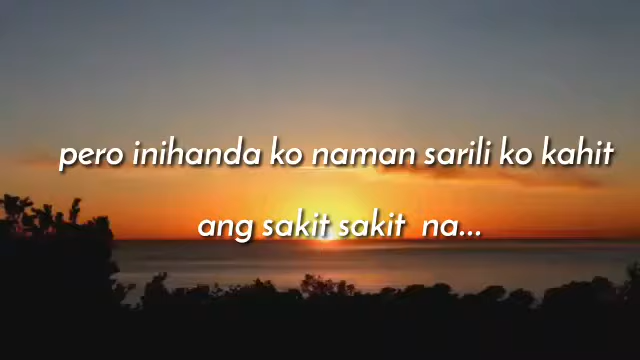 pero inihanda ko naman sarili ko kahit
ang sakit sakit na...